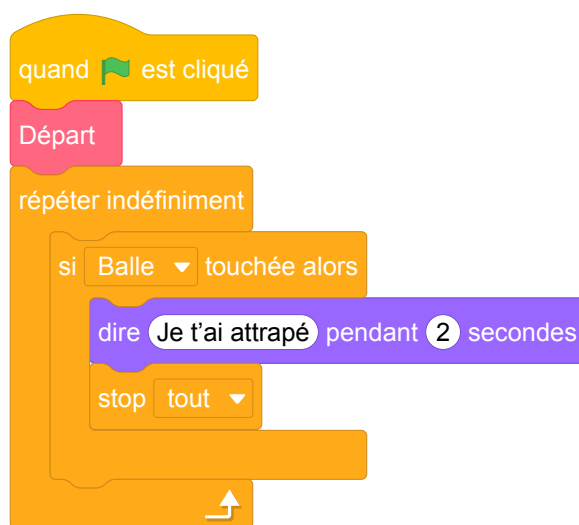 quand est cliqué
Départ
répéter indéfiniment
si Balle touchée alors
dire Je t'ai attrapé pendant 2 secondes
stop tout